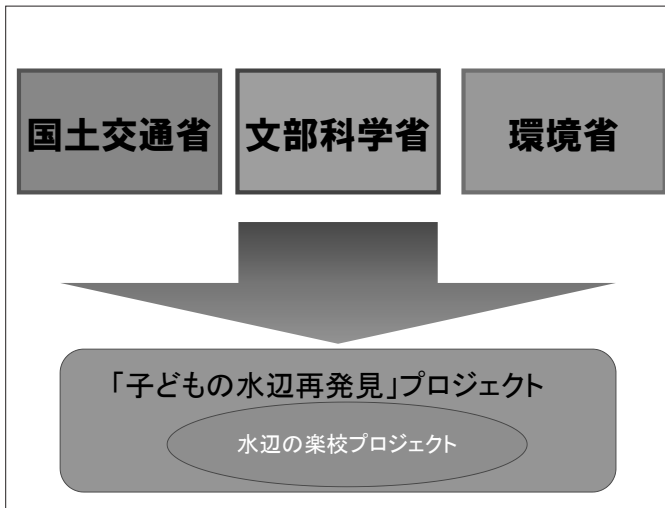 国土交通省
文部科学省
環境省
「子どもの水辺再発見」プロジェクト
水辺の楽校プロジェクト